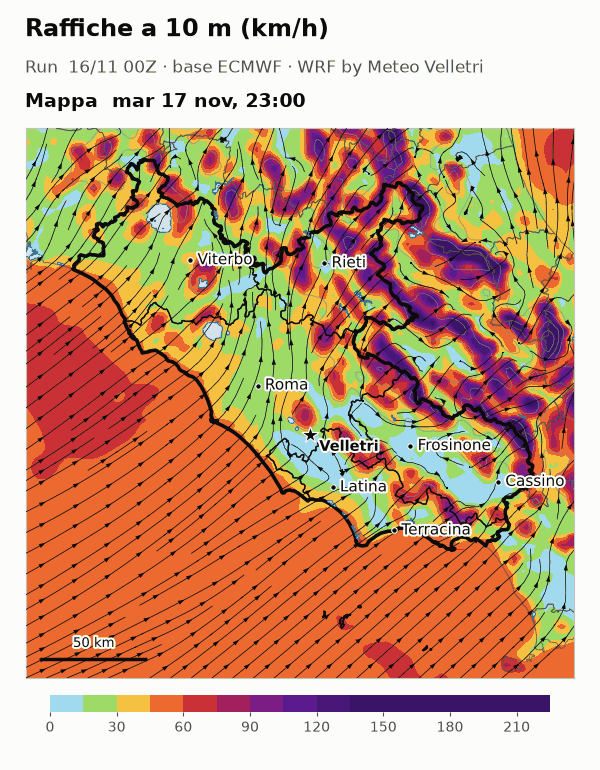 Raffiche a 10 m (km/h)
Run  16/11 00Z · base ECMWF · WRF by Meteo Velletri
Mappa  mar 17 nov, 23:00
Viterbo
Rieti
Roma
Velletri
Frosinone
Latina
Cassino
Terracina
50 km
0 30 60 90 120 150 180 210